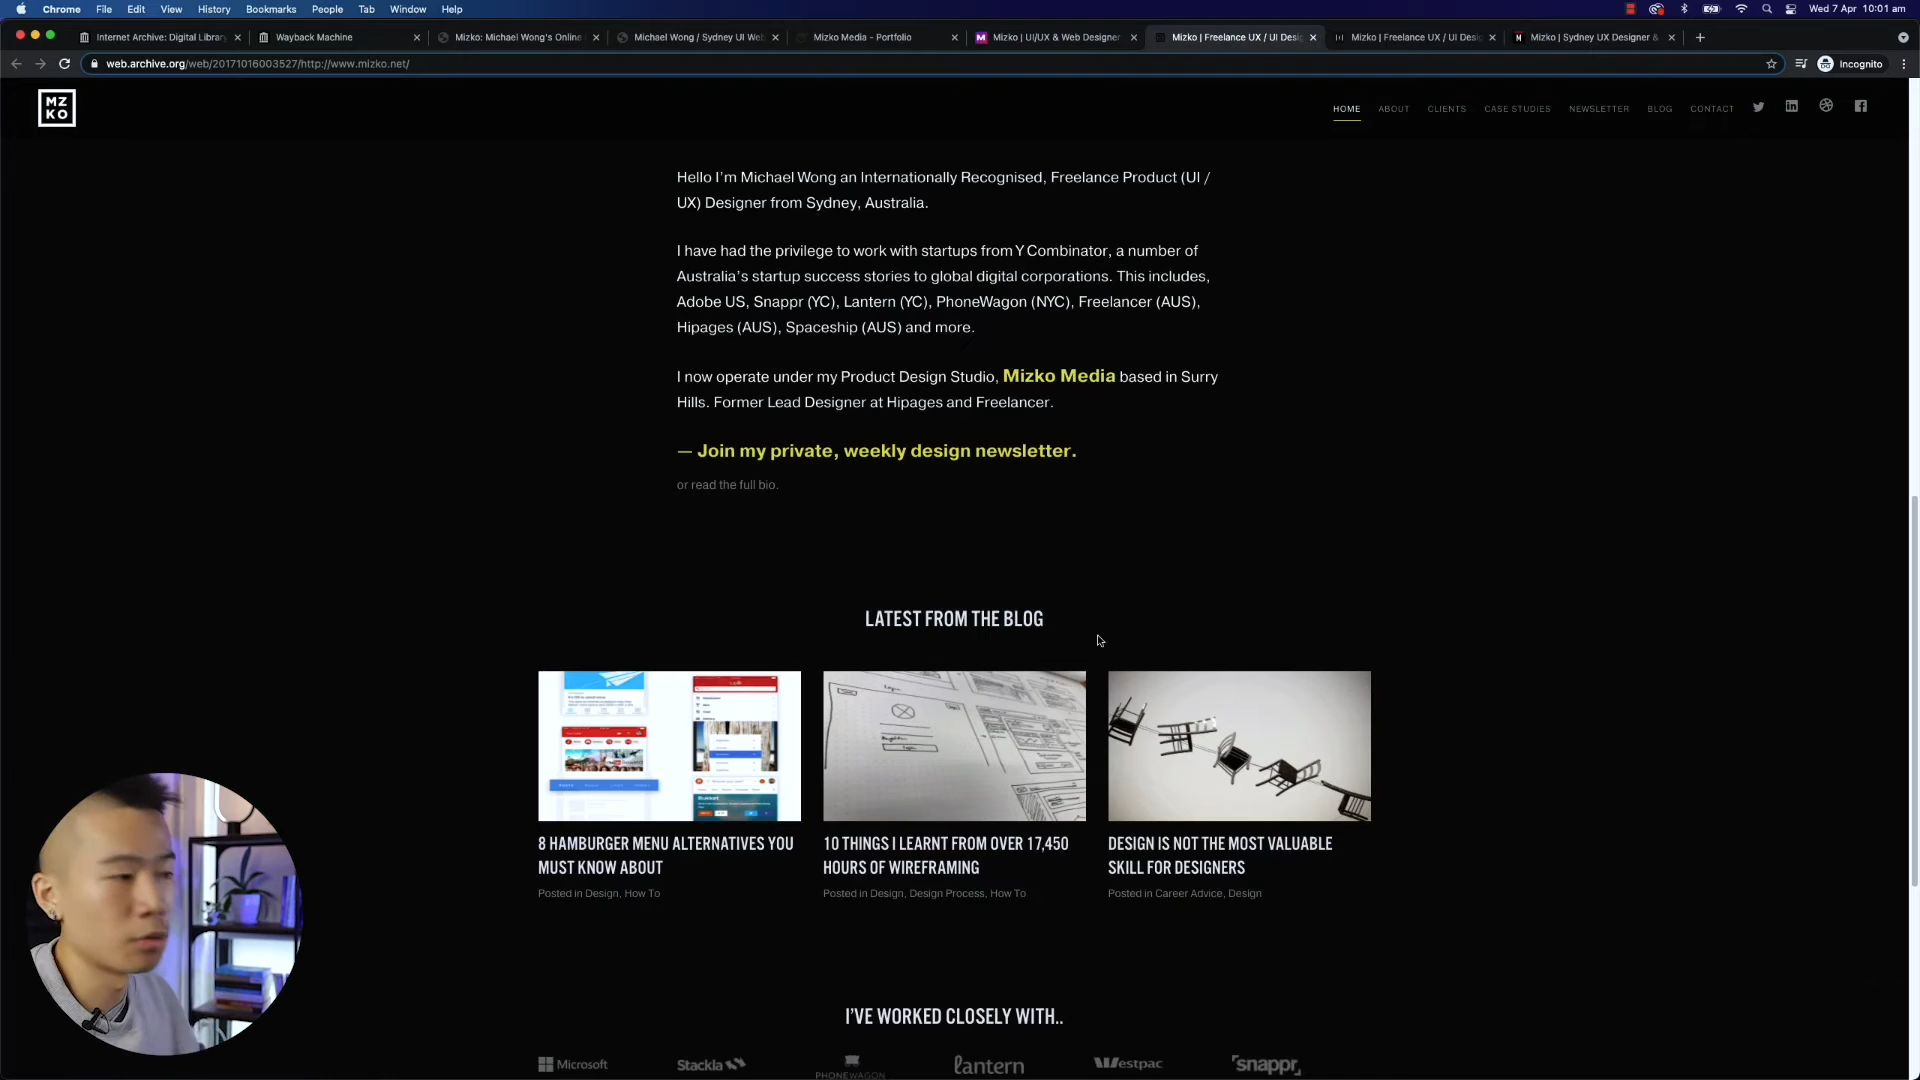 Chrome File Edit View History Bookmarks People Tab Window Help
Wed 7 Apr 10:01 am
Internet Archive: Digital Library
Wayback Machine
Mizko: Michael Wong's Online
Michael Wong / Sydney UI Web
Mizko Media - Portfolio
Mizko | UI/UX & Web Designer
Mizko | Freelance UX / UI Desig
Mizko | Freelance UX / UI Desig
Mizko | Sydney UX Designer &
web.archive.org/web/20171016003527/http://www.mizko.net/
Incognito
MZ
KO
HOME ABOUT CLIENTS CASE STUDIES NEWSLETTER BLOG CONTACT
Hello I'm Michael Wong an Internationally Recognised, Freelance Product (UI /
UX) Designer from Sydney, Australia.
I have had the privilege to work with startups from Y Combinator, a number of
Australia's startup success stories to global digital corporations. This includes,
Adobe US, Snappr (YC), Lantern (YC), PhoneWagon (NYC), Freelancer (AUS),
Hipages (AUS), Spaceship (AUS) and more.
I now operate under my Product Design Studio, Mizko Media based in Surry
Hills. Former Lead Designer at Hipages and Freelancer.
— Join my private, weekly design newsletter.
or read the full bio.
LATEST FROM THE BLOG
8 HAMBURGER MENU ALTERNATIVES YOU
MUST KNOW ABOUT
Posted in Design, How To
10 THINGS I LEARNT FROM OVER 17,450
HOURS OF WIREFRAMING
Posted in Design, Design Process, How To
DESIGN IS NOT THE MOST VALUABLE
SKILL FOR DESIGNERS
Posted in Career Advice, Design
I'VE WORKED CLOSELY WITH..
Microsoft
Stackla
PHONEWAGON
lantern
Westpac
snappr